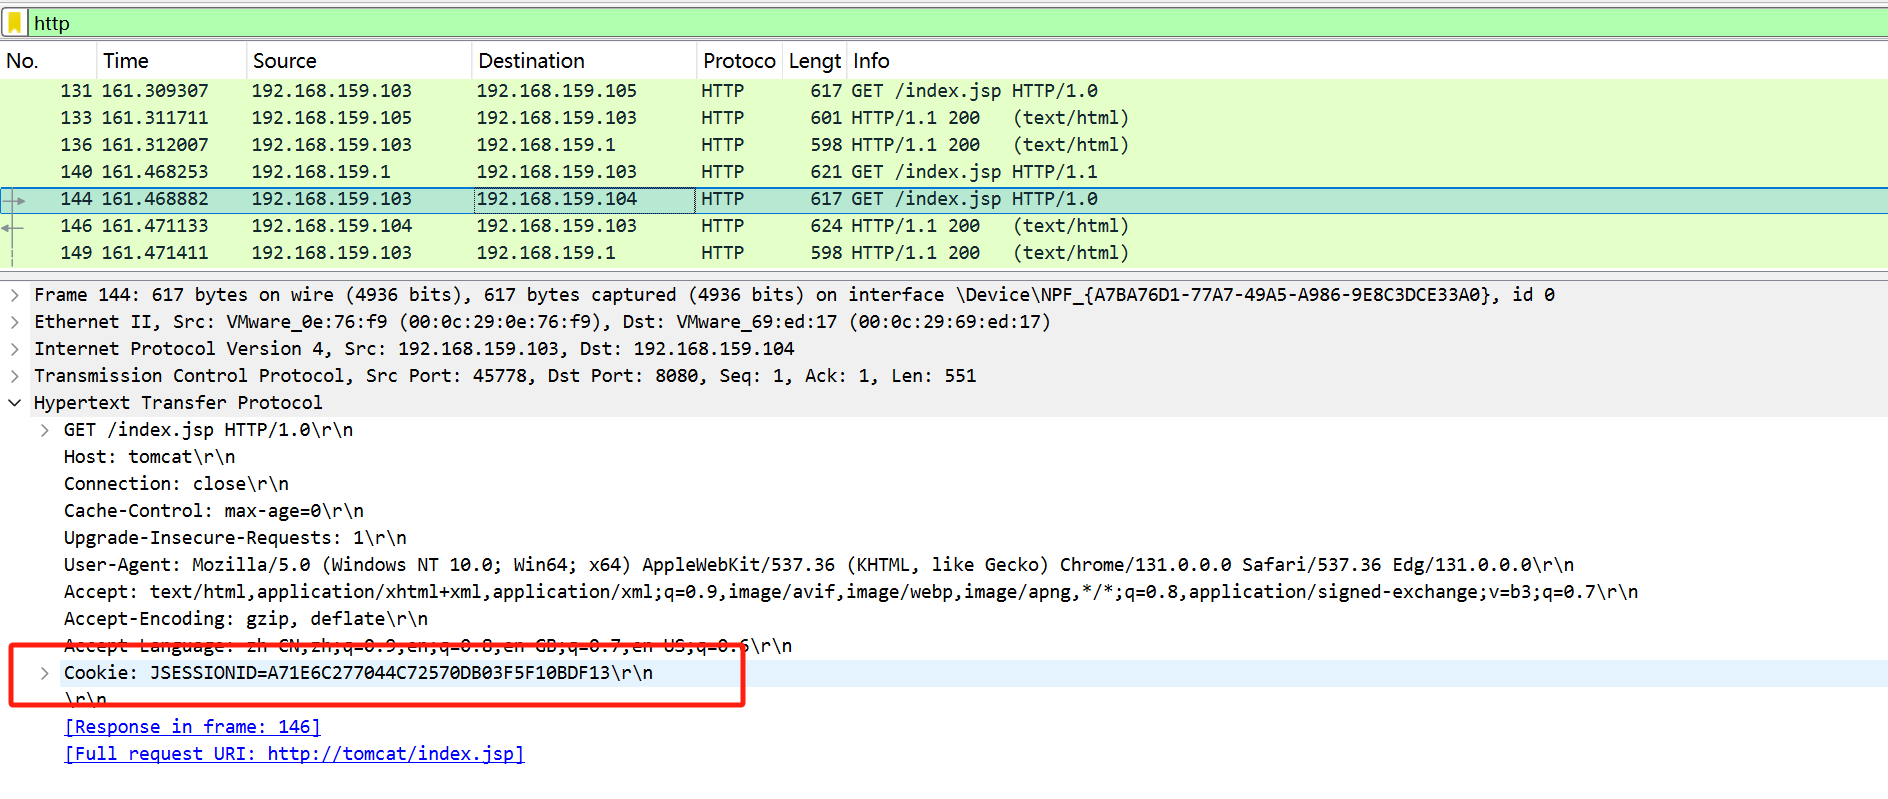 http
No. Time Source Destination Protoco Lengt Info
131 161.309307 192.168.159.103 192.168.159.105 HTTP 617 GET /index.jsp HTTP/1.0
133 161.311711 192.168.159.105 192.168.159.103 HTTP 601 HTTP/1.1 200 (text/html)
136 161.312007 192.168.159.103 192.168.159.1 HTTP 598 HTTP/1.1 200 (text/html)
140 161.468253 192.168.159.1 192.168.159.103 HTTP 621 GET /index.jsp HTTP/1.1
144 161.468882 192.168.159.103 192.168.159.104 HTTP 617 GET /index.jsp HTTP/1.0
146 161.471133 192.168.159.104 192.168.159.103 HTTP 624 HTTP/1.1 200 (text/html)
149 161.471411 192.168.159.103 192.168.159.1 HTTP 598 HTTP/1.1 200 (text/html)
Frame 144: 617 bytes on wire (4936 bits), 617 bytes captured (4936 bits) on interface \Device\NPF_{A7BA76D1-77A7-49A5-A986-9E8C3DCE33A0}, id 0
Ethernet II, Src: VMware_0e:76:f9 (00:0c:29:0e:76:f9), Dst: VMware_69:ed:17 (00:0c:29:69:ed:17)
Internet Protocol Version 4, Src: 192.168.159.103, Dst: 192.168.159.104
Transmission Control Protocol, Src Port: 45778, Dst Port: 8080, Seq: 1, Ack: 1, Len: 551
Hypertext Transfer Protocol
GET /index.jsp HTTP/1.0\r\n
Host: tomcat\r\n
Connection: close\r\n
Cache-Control: max-age=0\r\n
Upgrade-Insecure-Requests: 1\r\n
User-Agent: Mozilla/5.0 (Windows NT 10.0; Win64; x64) AppleWebKit/537.36 (KHTML, like Gecko) Chrome/131.0.0.0 Safari/537.36 Edg/131.0.0.0\r\n
Accept: text/html,application/xhtml+xml,application/xml;q=0.9,image/avif,image/webp,image/apng,*/*;q=0.8,application/signed-exchange;v=b3;q=0.7\r\n
Accept-Encoding: gzip, deflate\r\n
Accept-Language: zh-CN,zh;q=0.9,en;q=0.8,en-GB;q=0.7,en-US;q=0.6\r\n
Cookie: JSESSIONID=A71E6C277044C72570DB03F5F10BDF13\r\n
\r\n
[Response in frame: 146]
[Full request URI: http://tomcat/index.jsp]